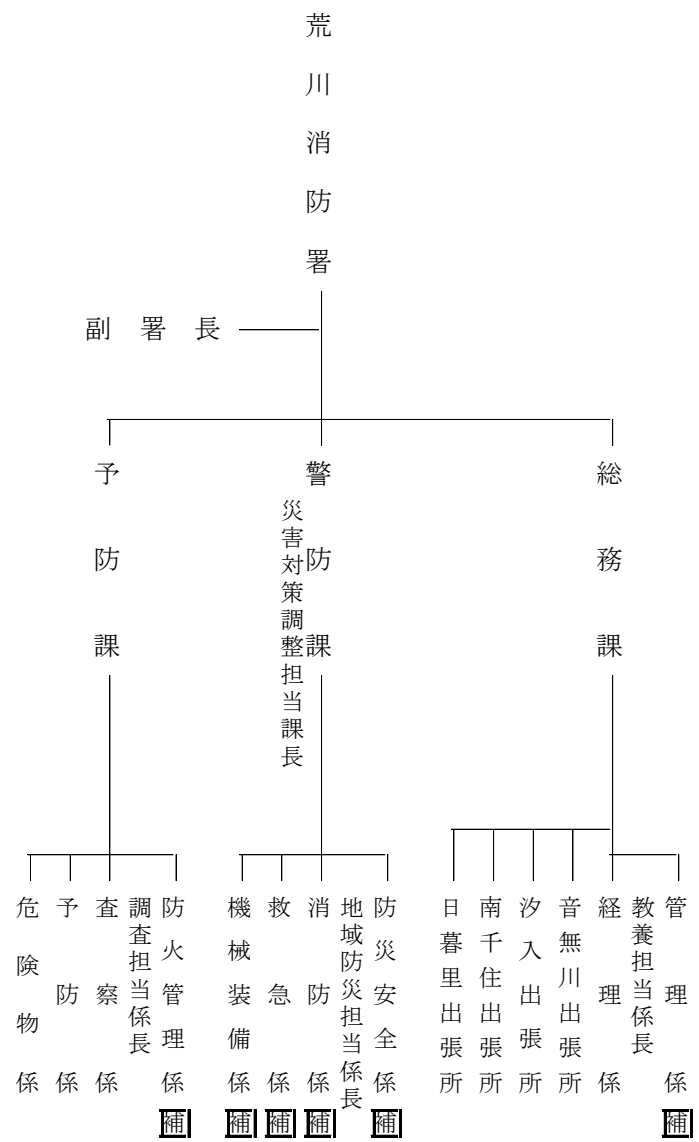 荒川消防署
副署長
総務課
警防課
災害対策調整担当課長
予防課
管理係補
教養担当係長
経理係
音無川出張所
汐入出張所
南千住出張所
日暮里出張所
防災安全係補
地域防災担当係長
消防係補
救急係補
機械装備係補
防火管理係補
調査担当係長
査察係
予防係
危険物係